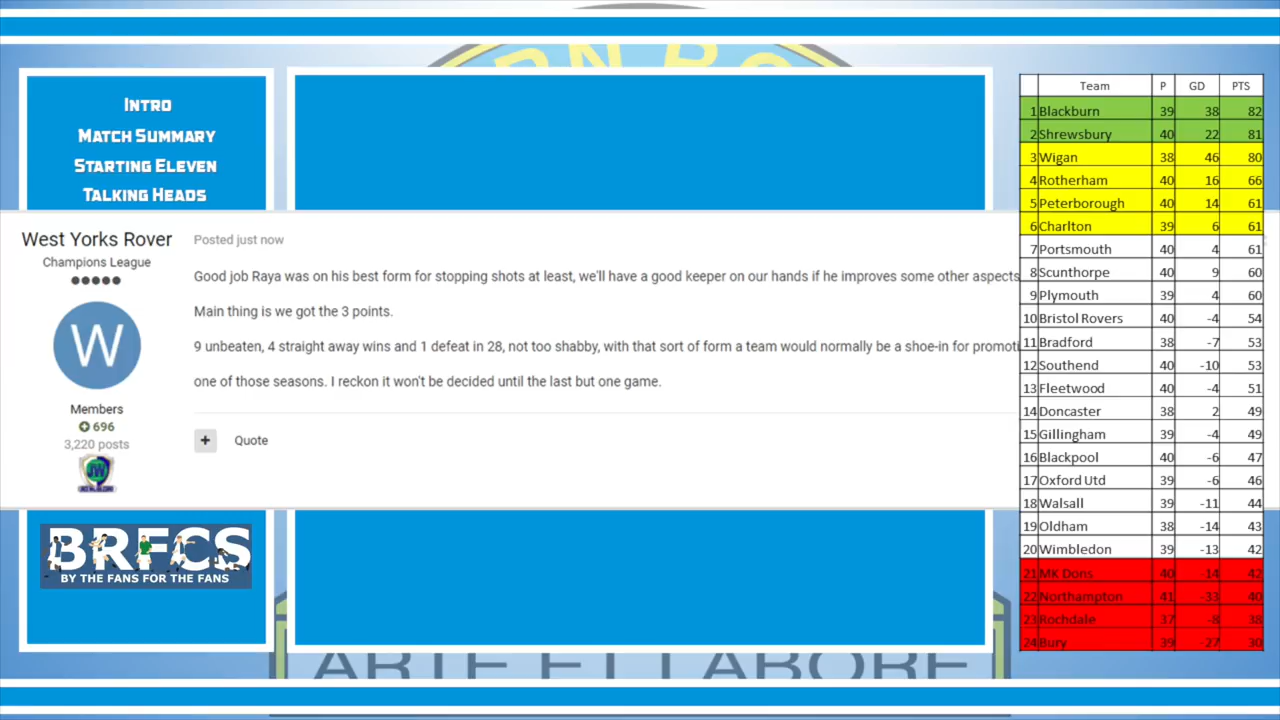 INTRO
MATCH SUMMARY
STARTING ELEVEN
TALKING HEADS
West Yorks Rover
Champions League
W
Members
696
3,220 posts
Posted just now
Good job Raya was on his best form for stopping shots at least, we'll have a good keeper on our hands if he improves some other aspects
Main thing is we got the 3 points.
9 unbeaten, 4 straight away wins and 1 defeat in 28, not too shabby, with that sort of form a team would normally be a shoe-in for promoti
one of those seasons. I reckon it won't be decided until the last but one game.
+ Quote
BRFCS
BY THE FANS FOR THE FANS
ARTE ET LABORE
Team P GD PTS
1 Blackburn 39 38 82
2 Shrewsbury 40 22 81
3 Wigan 38 46 80
4 Rotherham 40 16 66
5 Peterborough 40 14 61
6 Charlton 39 6 61
7 Portsmouth 40 4 61
8 Scunthorpe 40 9 60
9 Plymouth 39 4 60
10 Bristol Rovers 40 -4 54
11 Bradford 38 -7 53
12 Southend 40 -10 53
13 Fleetwood 40 -4 51
14 Doncaster 38 2 49
15 Gillingham 39 -4 49
16 Blackpool 40 -6 47
17 Oxford Utd 39 -6 46
18 Walsall 39 -11 44
19 Oldham 38 -14 43
20 Wimbledon 39 -13 42
21 MK Dons 40 -14 42
22 Northampton 41 -33 40
23 Rochdale 37 -8 38
24 Bury 39 -27 30